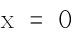 x = 0